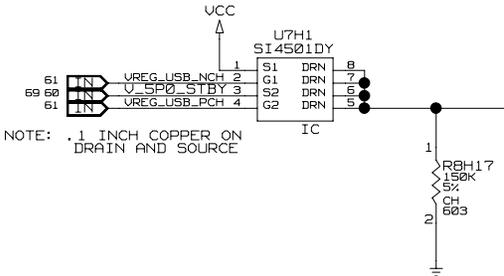 VCC
U7H1
SI4501DY
1 S1 DRN 8
61 IN VREG_USB_NCH 2 G1 DRN 7
69 60 IN V_5P0_STBY 3 S2 DRN 6
61 IN VREG_USB_PCH 4 G2 DRN 5
IC
NOTE: .1 INCH COPPER ON
DRAIN AND SOURCE
1
R8H17
150K
5%
CH
603
2